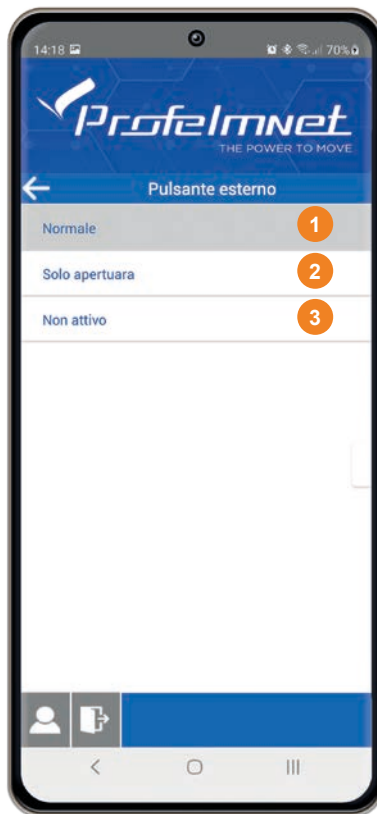 14:18 70%
Profelmnet
THE POWER TO MOVE
Pulsante esterno
Normale 1
Solo apertuara 2
Non attivo 3